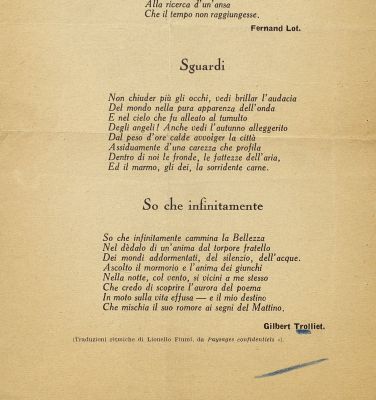 Alla ricerca d'un'ansa
Che il tempo non raggiungesse.
Fernand Lot.
Sguardi
Non chiuder più gli occhi, vedi brillar l'audacia
Del mondo nella pura apparenza dell'onda
E nel cielo che fu alleato al tumulto
Degli angeli! Anche vedi l'autunno alleggerito
Dal peso d'ore calde avvolger la città
Assiduamente d'una carezza che profila
Dentro di noi le fronde, le fattezze dell'aria,
Ed il marmo, gli dei, la sorridente carne.
So che infinitamente
So che infinitamente cammina la Bellezza
Nel dèdalo di un'anima dal torpore fratello
Dei mondi addormentati, del silenzio, dell'acque.
Ascolto il mormorio e l'anima dei giunchi
Nella notte, col vento, sì vicini a me stesso
Che credo di scoprire l'aurora del poema
In moto sulla vita effusa — e il mio destino
Che mischia il suo romore ai segni del Mattino.
Gilbert Trolliet.
(Traduzioni ritmiche di Lionello Fiumi, da Paysages confidentiels »).